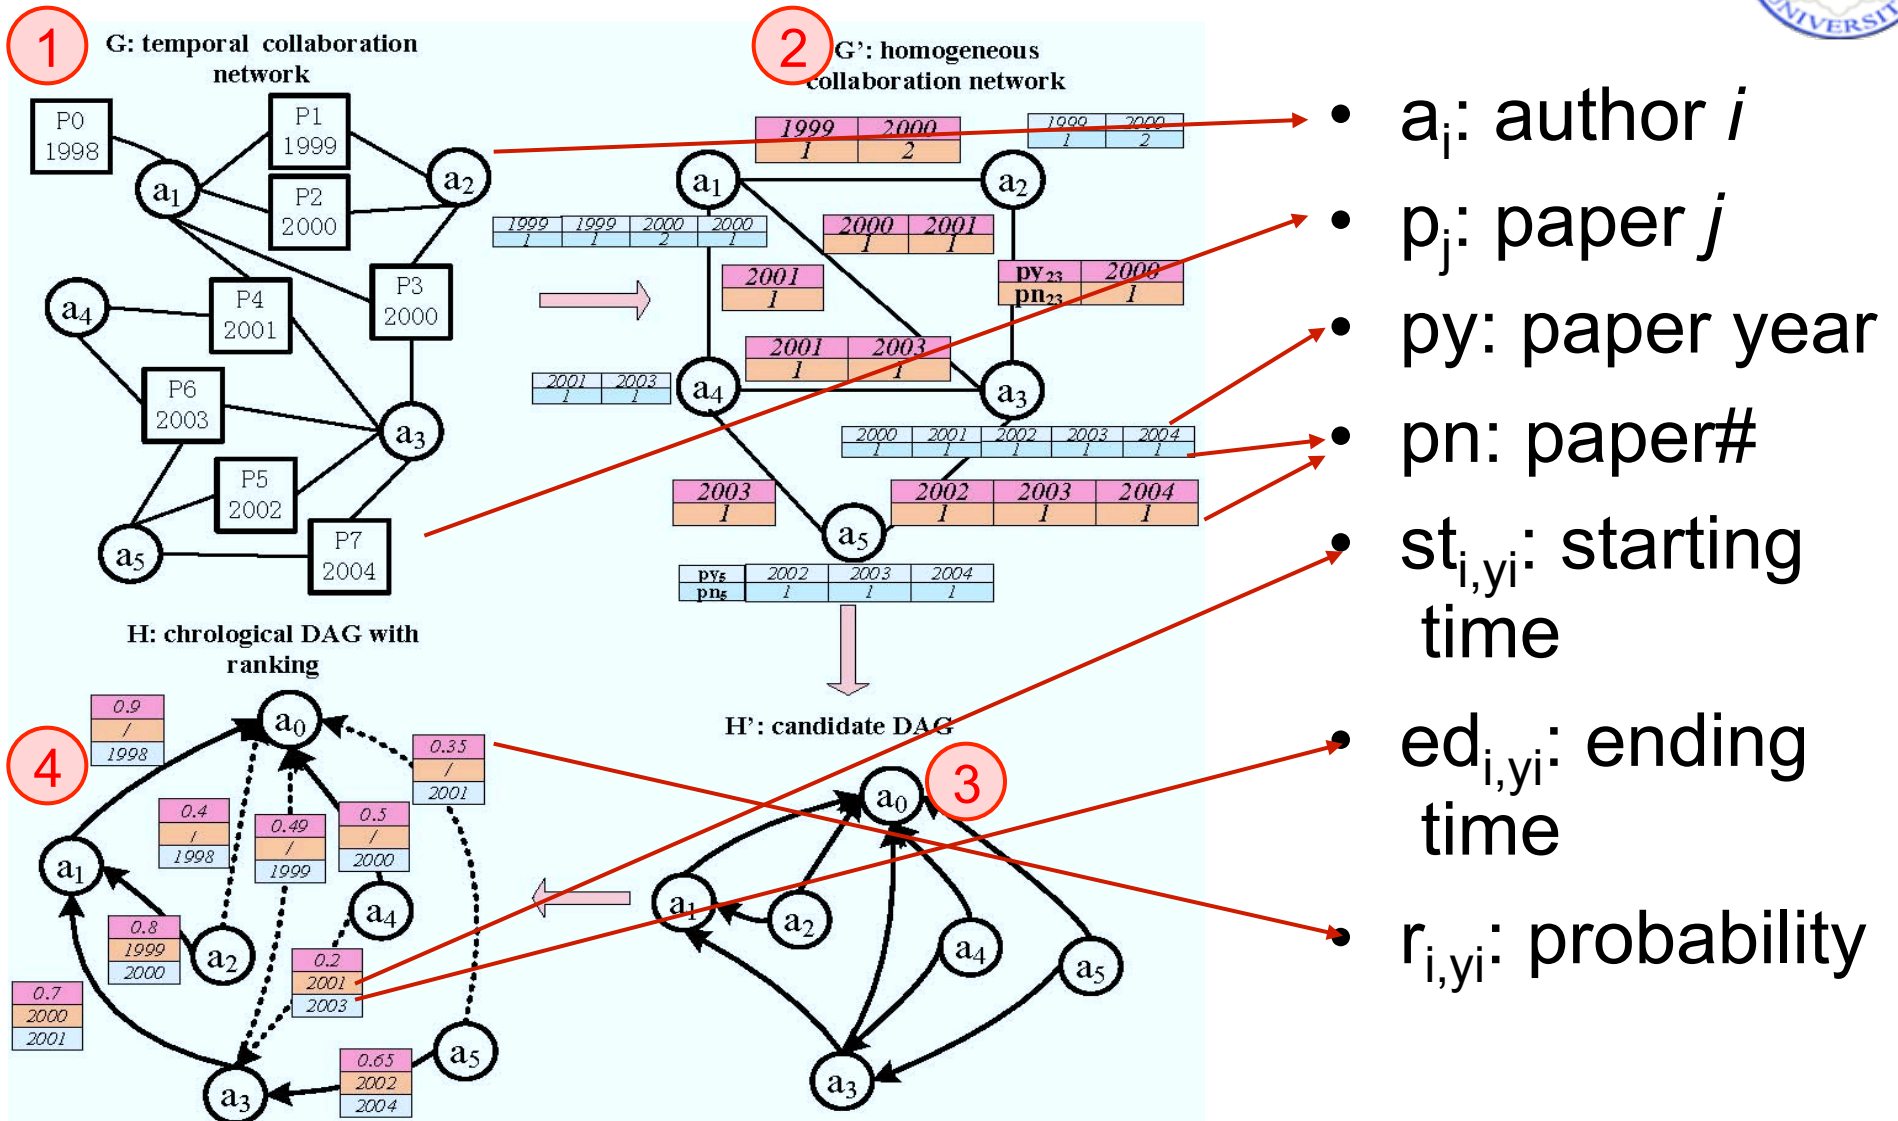 1
G: temporal collaboration
network
P0
1998
P1
1999
a1
a2
P2
2000
P4
2001
P3
2000
a4
P6
2003
a3
P5
2002
a5
P7
2004
2
G’: homogeneous
collaboration network
1999 2000
1 2
1999 2000
1 2
a1
a2
1999 1999 2000 2000
1 1 2 1
2000 2001
1 1
2001
1
py23 2000
pn23 1
2001 2003
1 1
2001 2003
1 1
a4
a3
2000 2001 2002 2003 2004
1 1 1 1 1
2003
1
2002 2003 2004
1 1 1
a5
py5 2002 2003 2004
pn5 1 1 1
H’: candidate DAG
3
a0
a1
a2
a4
a5
a3
H: chrological DAG with
ranking
4
a0
0.9
/
1998
0.35
/
2001
0.4
/
1998
0.49
/
1999
0.5
/
2000
a1
a4
0.8
1999
2000
a2
0.2
2001
2003
0.7
2000
2001
a5
0.65
2002
2004
a3
UNIVERSIT
• ai: author i
• pj: paper j
• py: paper year
• pn: paper#
• sti,yi: starting
time
• edi,yi: ending
time
• ri,yi: probability